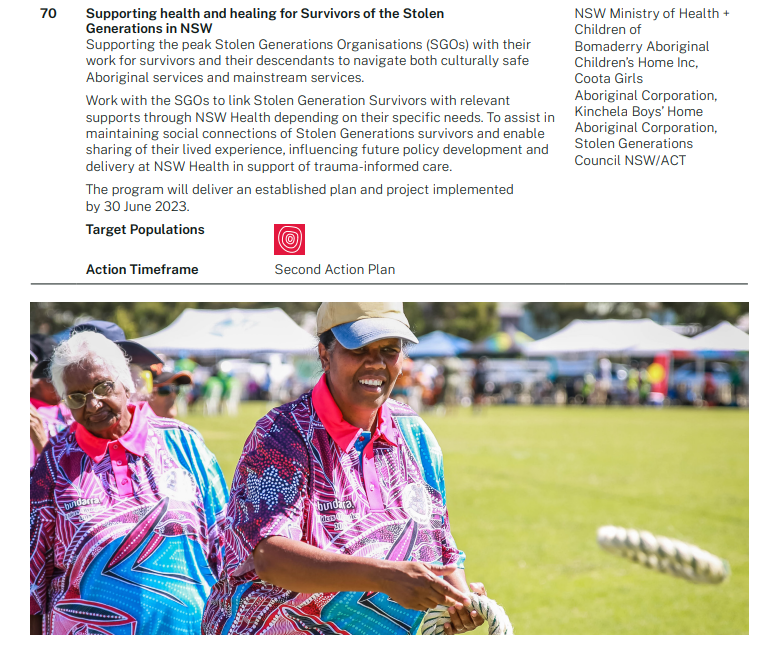 70
Supporting health and healing for Survivors of the Stolen
Generations in NSW
Supporting the peak Stolen Generations Organisations (SGOs) with their
work for survivors and their descendants to navigate both culturally safe
Aboriginal services and mainstream services.
Work with the SGOs to link Stolen Generation Survivors with relevant
supports through NSW Health depending on their specific needs. To assist in
maintaining social connections of Stolen Generations survivors and enable
sharing of their lived experience, influencing future policy development and
delivery at NSW Health in support of trauma-informed care.
The program will deliver an established plan and project implemented
by 30 June 2023.
Target Populations
Action Timeframe
Second Action Plan
NSW Ministry of Health +
Children of
Bomaderry Aboriginal
Children's Home Inc,
Coota Girls
Aboriginal Corporation,
Kinchela Boys' Home
Aboriginal Corporation,
Stolen Generations
Council NSW/ACT
bindarra
bindarra